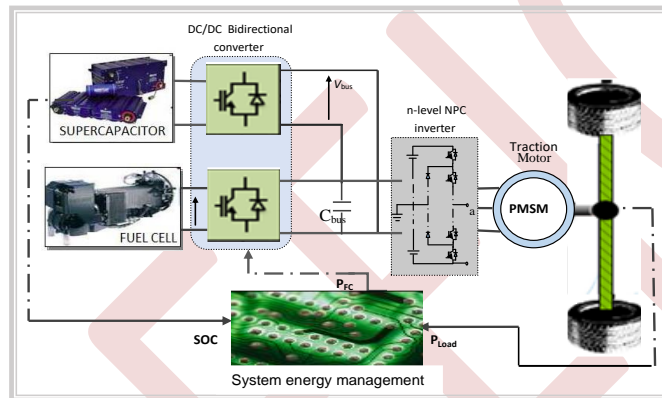 DC/DC Bidirectional
converter
SUPERCAPACITOR
Vbus
n-level NPC
inverter
Traction
Motor
PMSM
a
Cbus
FUEL CELL
PFC
SOC
PLoad
System energy management